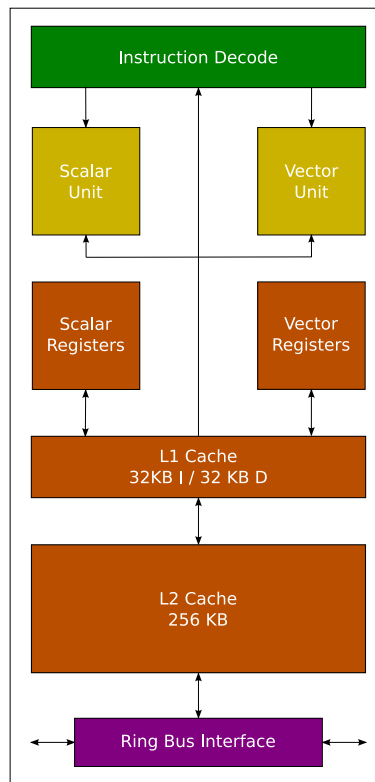 Instruction Decode
Scalar
Unit
Vector
Unit
Scalar
Registers
Vector
Registers
L1 Cache
32KB I / 32 KB D
L2 Cache
256 KB
Ring Bus Interface